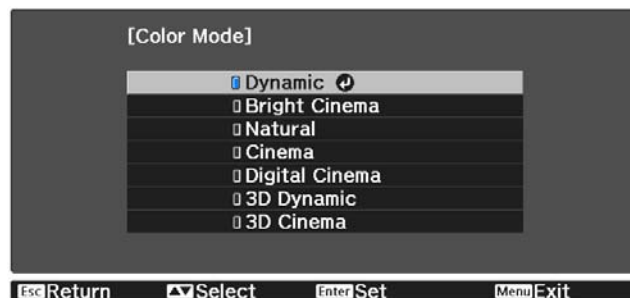 [Color Mode]
Dynamic
Bright Cinema
Natural
Cinema
Digital Cinema
3D Dynamic
3D Cinema
Esc Return Select Enter Set Menu Exit